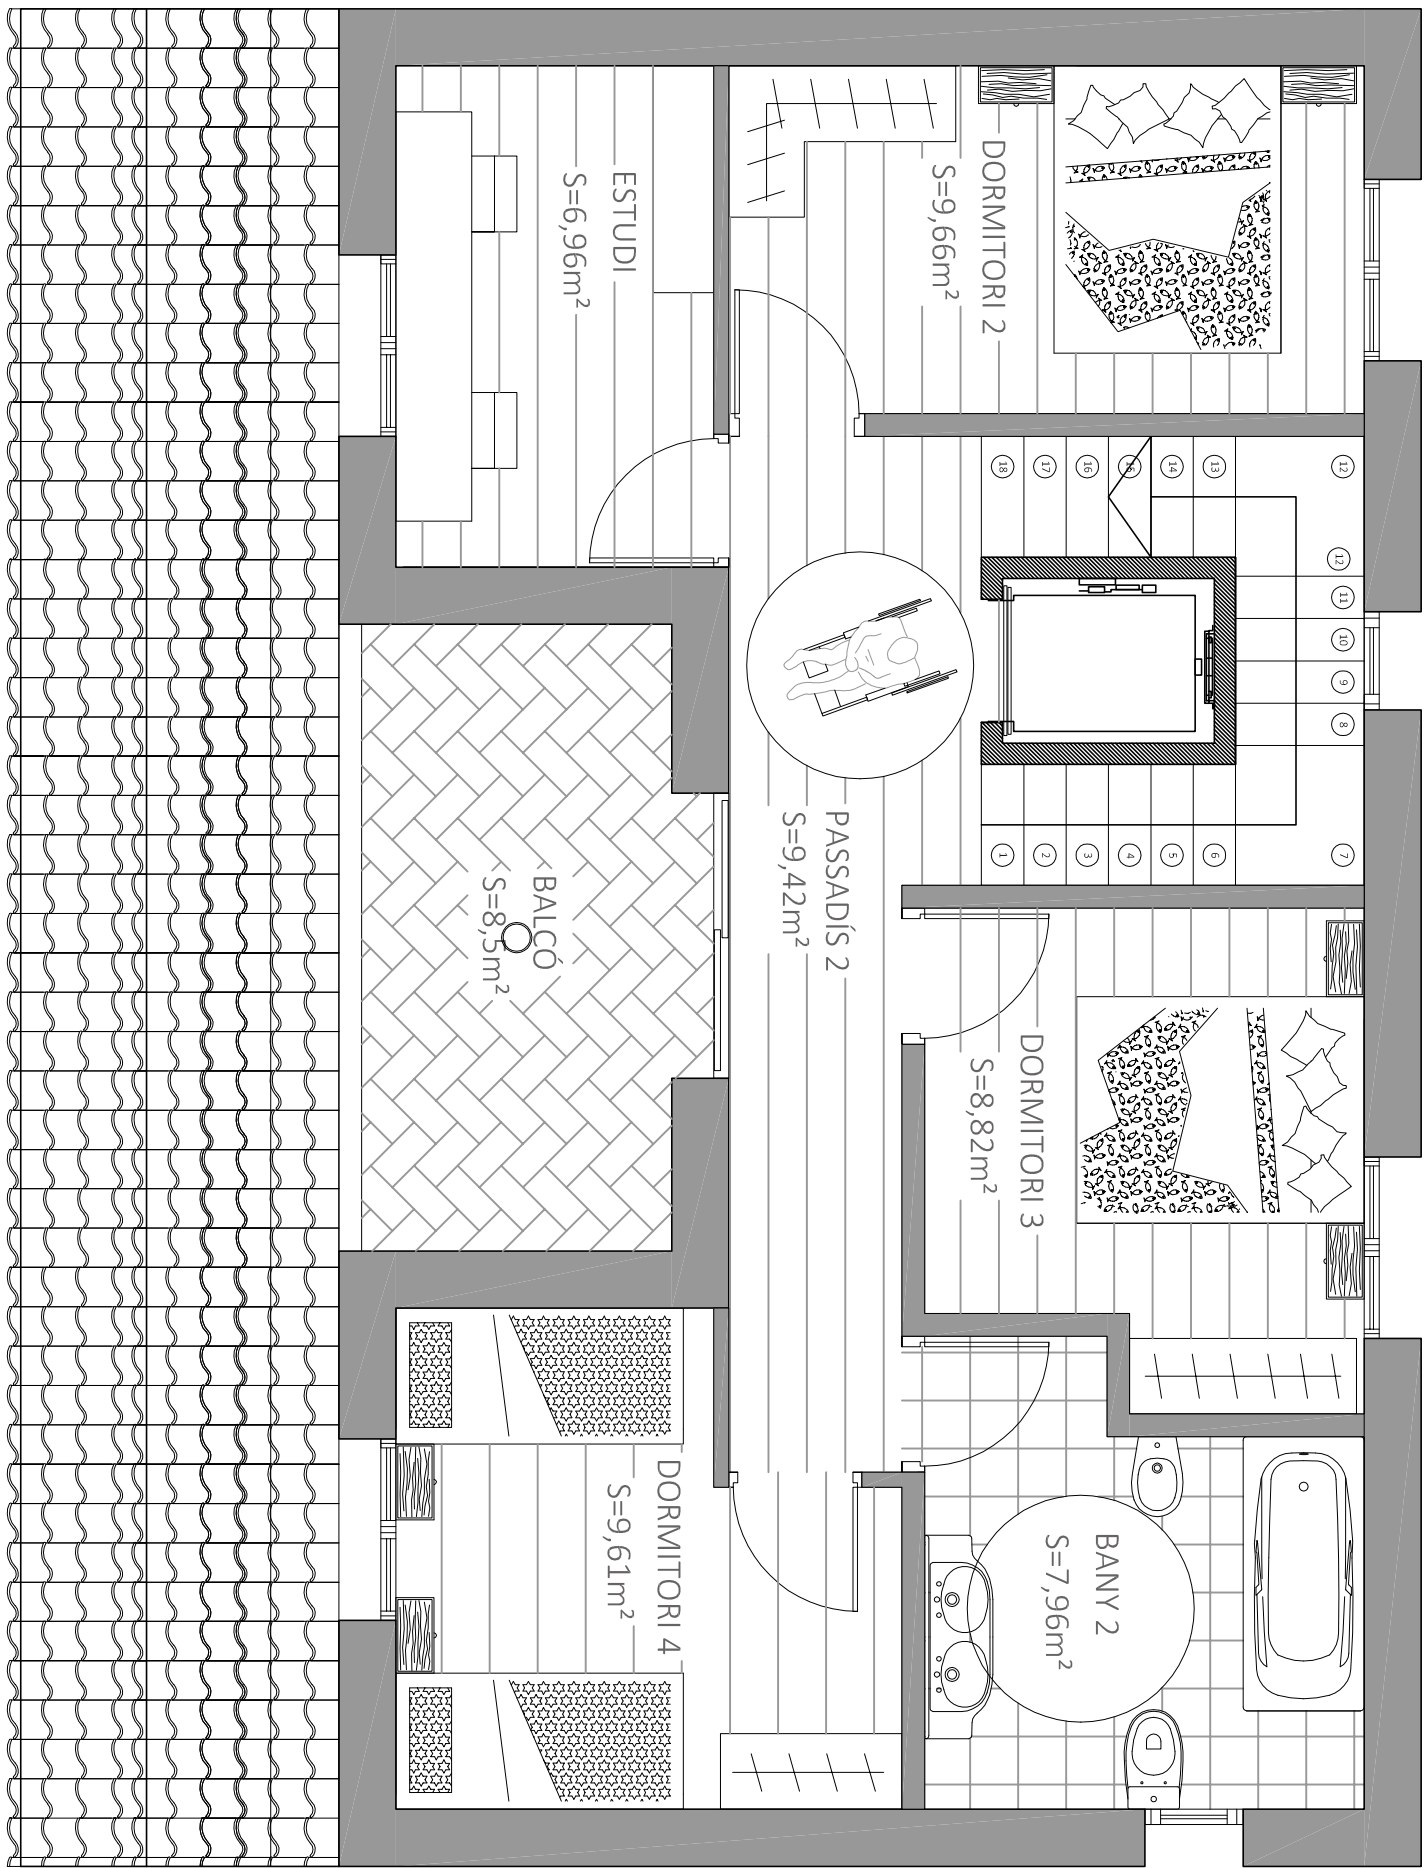 DORMITORI 2
S=9,66m²
ESTUDI
S=6,96m²
12
13
14
15
16
17
18
12
11
10
9
8
7
6
5
4
3
2
1
PASSADÍS 2
S=9,42m²
BALCÓ
S=8,5m²
DORMITORI 3
S=8,82m²
DORMITORI 4
S=9,61m²
BANY 2
S=7,96m²